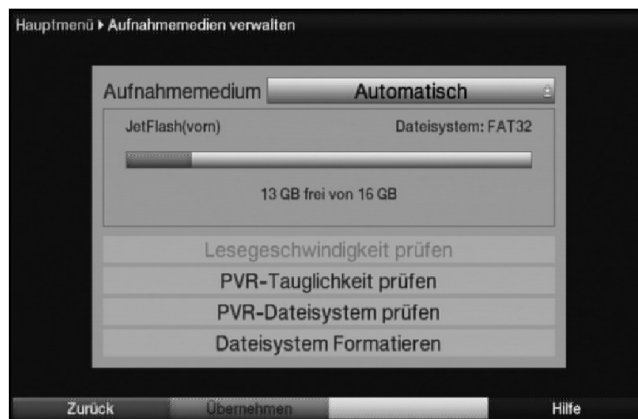 Hauptmenü ▸ Aufnahmemedien verwalten
Aufnahmemedium Automatisch
JetFlash(vorn) Dateisystem: FAT32
13 GB frei von 16 GB
Lesegeschwindigkeit prüfen
PVR-Tauglichkeit prüfen
PVR-Dateisystem prüfen
Dateisystem Formatieren
Zurück Übernehmen Hilfe